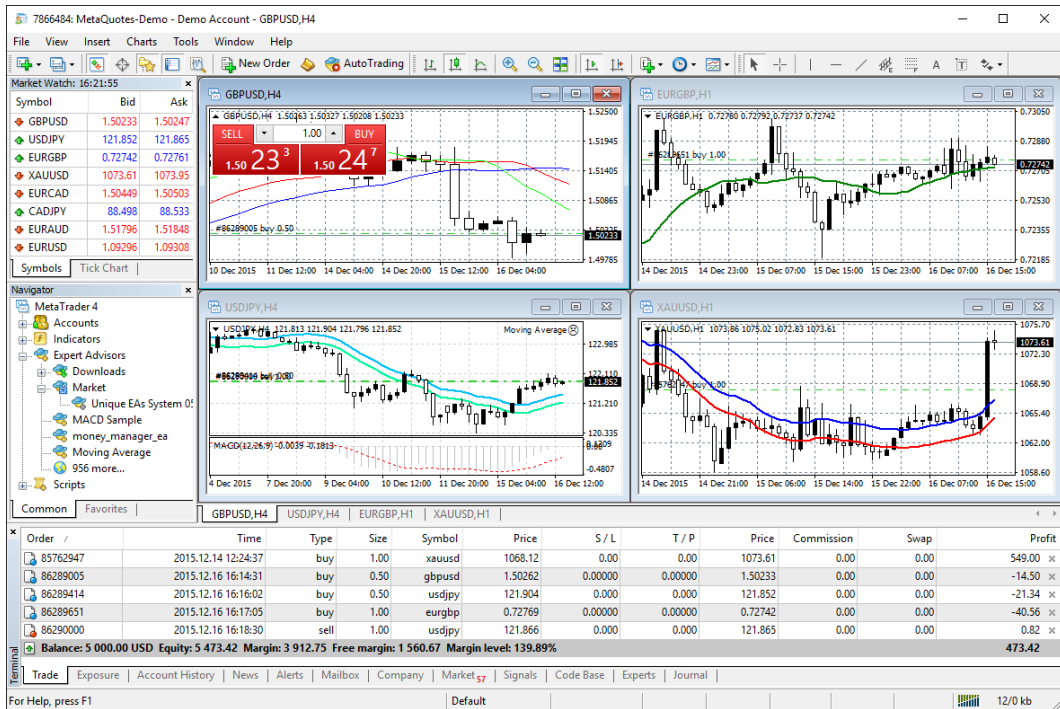 7866484: MetaQuotes-Demo - Demo Account - GBPUSD,H4
File View Insert Charts Tools Window Help
New Order AutoTrading
Market Watch: 16:21:55
Symbol Bid Ask
GBPUSD 1.50233 1.50247
USDJPY 121.852 121.865
EURGBP 0.72742 0.72761
XAUUSD 1073.61 1073.95
EURCAD 1.50449 1.50503
CADJPY 88.498 88.533
EURAUD 1.51796 1.51848
EURUSD 1.09296 1.09308
Symbols Tick Chart
Navigator
MetaTrader 4
Accounts
Indicators
Expert Advisors
Downloads
Market
Unique EAs System 05
MACD Sample
money_manager_ea
Moving Average
956 more...
Scripts
Common Favorites
GBPUSD,H4
GBPUSD,H4 1.50263 1.50327 1.50208 1.50233
SELL 1.00 BUY
1.50 23 3 1.50 24 7
#86289005 buy 0.50
1.52500
1.51945
1.51405
1.50865
1.50233
1.49785
10 Dec 2015 11 Dec 12:00 14 Dec 04:00 14 Dec 20:00 15 Dec 12:00 16 Dec 04:00
EURGBP,H1
EURGBP,H1 0.72780 0.72792 0.72737 0.72742
#86289651 buy 1.00
0.73050
0.72880
0.72742
0.72705
0.72530
0.72355
0.72185
14 Dec 2015 14 Dec 23:00 15 Dec 07:00 15 Dec 15:00 15 Dec 23:00 16 Dec 07:00 16 Dec 15:00
USDJPY,H4
USDJPY,H4 121.813 121.904 121.796 121.852
Moving Average
122.985
122.110
121.852
121.210
120.335
MACD(12,26,9) -0.0039 -0.1813
-0.4807
4 Dec 2015 7 Dec 20:00 9 Dec 04:00 10 Dec 12:00 11 Dec 20:00 15 Dec 04:00 16 Dec 12:00
XAUUSD,H1
XAUUSD,H1 1073.86 1075.02 1072.83 1073.61
buy 1.00
1075.70
1073.61
1072.30
1068.90
1065.40
1062.00
1058.60
14 Dec 2015 14 Dec 21:00 15 Dec 06:00 15 Dec 14:00 15 Dec 22:00 16 Dec 06:00 16 Dec 15:00
GBPUSD,H4 USDJPY,H4 EURGBP,H1 XAUUSD,H1
Order / Time Type Size Symbol Price S / L T / P Price Commission Swap Profit
85762947 2015.12.14 12:24:37 buy 1.00 xauusd 1068.12 0.00 0.00 1073.61 0.00 0.00 549.00
86289005 2015.12.16 16:14:31 buy 0.50 gbpusd 1.50262 0.00000 0.00000 1.50233 0.00 0.00 -14.50
86289414 2015.12.16 16:16:02 buy 0.50 usdjpy 121.904 0.000 0.000 121.852 0.00 0.00 -21.34
86289651 2015.12.16 16:17:05 buy 1.00 eurgbp 0.72769 0.00000 0.00000 0.72742 0.00 0.00 -40.56
86290000 2015.12.16 16:18:30 sell 1.00 usdjpy 121.866 0.000 0.000 121.865 0.00 0.00 0.82
Balance: 5 000.00 USD Equity: 5 473.42 Margin: 3 912.75 Free margin: 1 560.67 Margin level: 139.89% 473.42
Terminal
Trade Exposure Account History News Alerts Mailbox Company Market 57 Signals Code Base Experts Journal
For Help, press F1 Default 12/0 kb